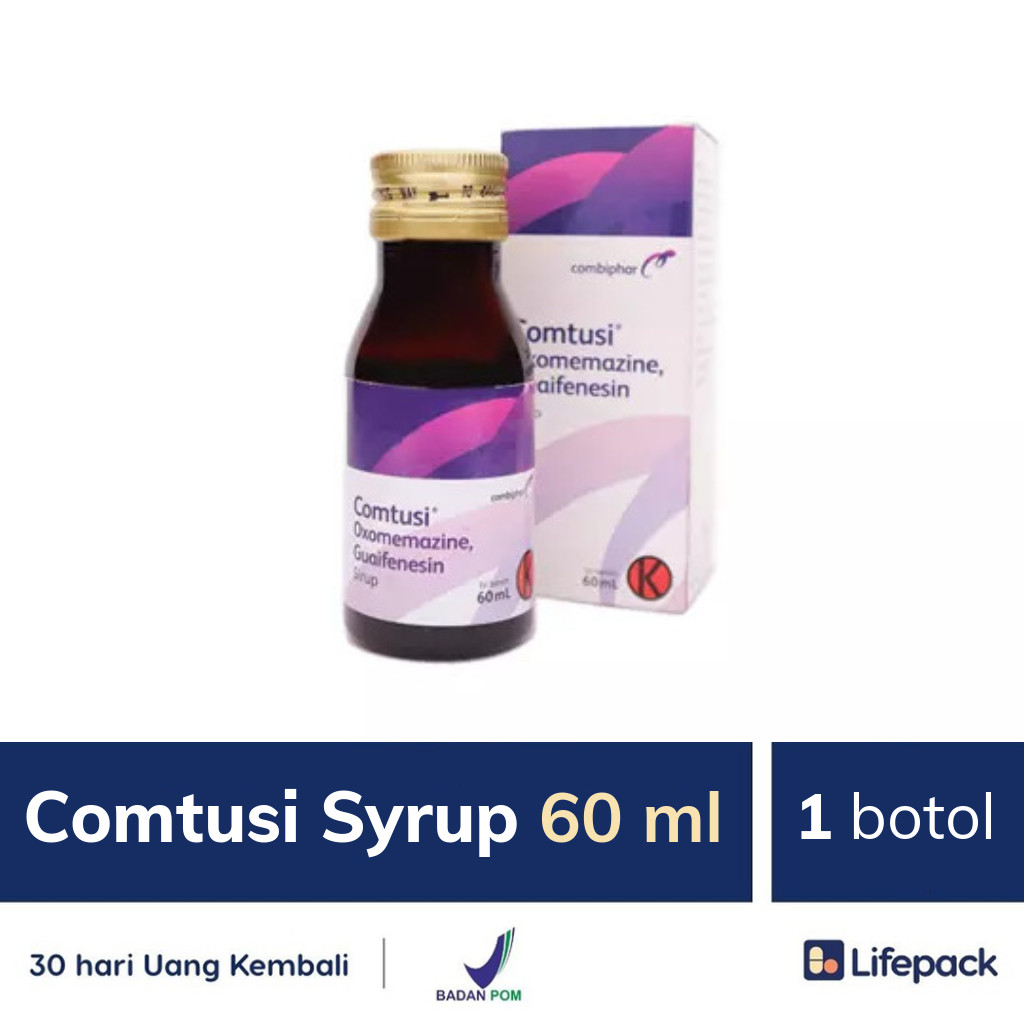 combiphar
Comtusi®
Oxomemazine,
Guaifenesin
60 mL
K
combiphar
Comtusi®
Oxomemazine,
Guaifenesin
Sirup
60 mL
Comtusi Syrup 60 ml
1 botol
30 hari Uang Kembali
BADAN POM
Lifepack